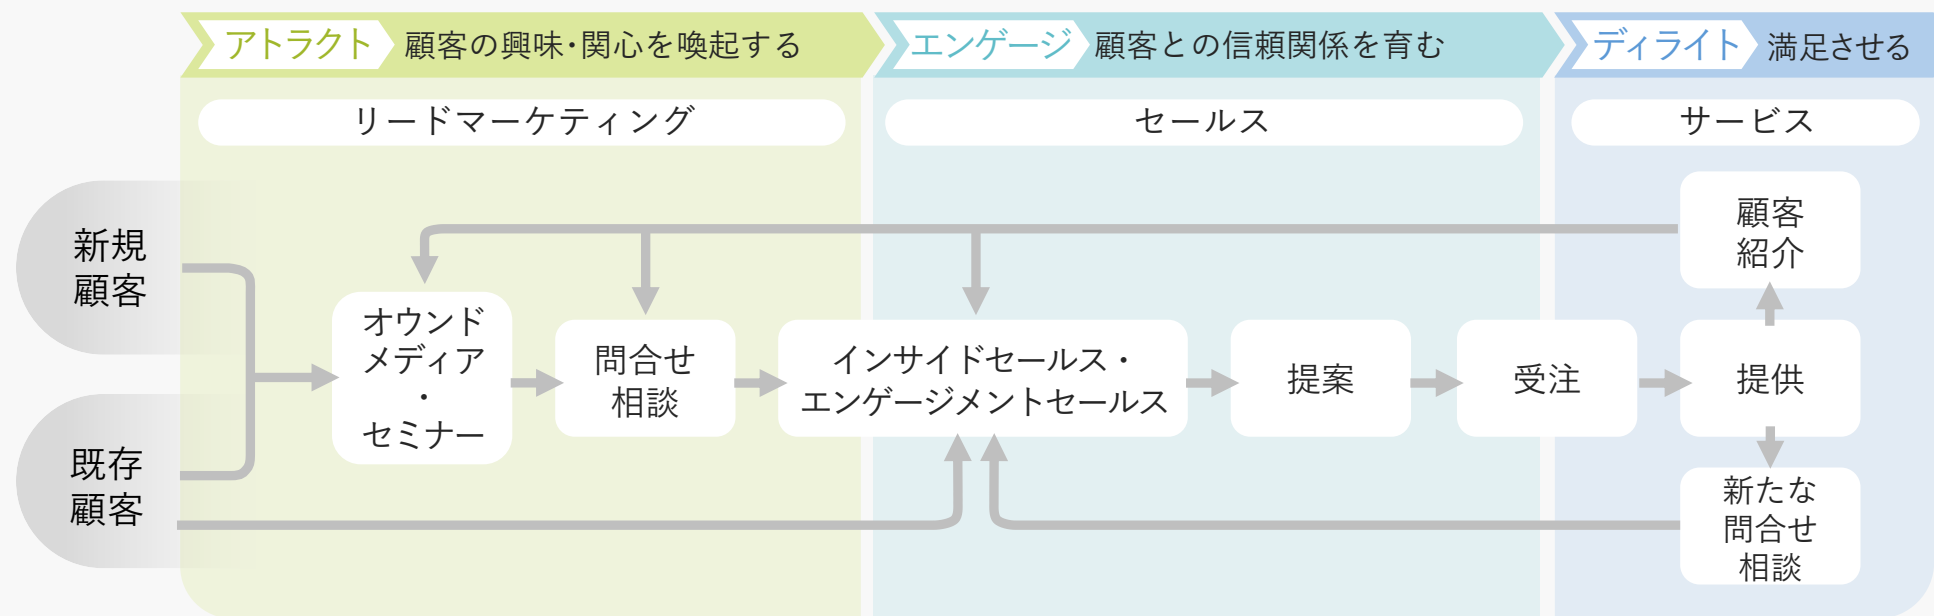 アトラクト 顧客の興味・関心を喚起する
エンゲージ 顧客との信頼関係を育む
ディライト 満足させる
リードマーケティング
セールス
サービス
新規
顧客
既存
顧客
オウンド
メディア
・
セミナー
問合せ
相談
インサイドセールス・
エンゲージメントセールス
提案
受注
提供
顧客
紹介
新たな
問合せ
相談